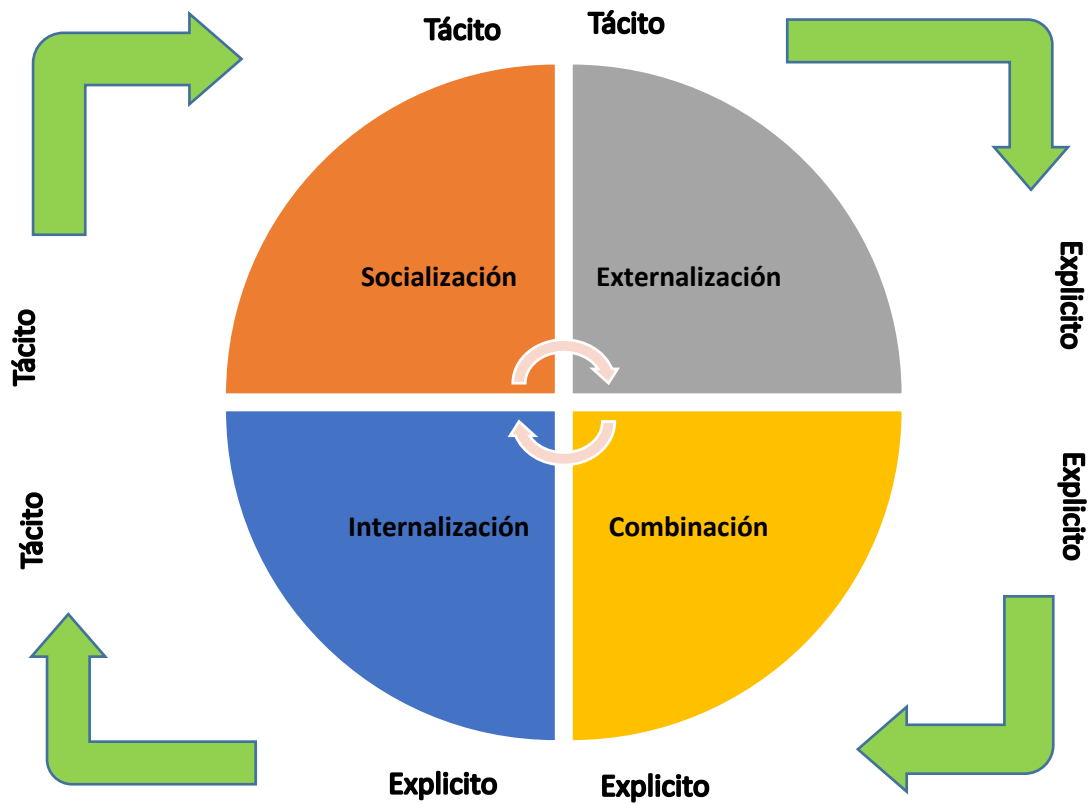 Tácito
Tácito
Tácito
Socialización
Externalización
Explicito
Tácito
Internalización
Combinación
Explicito
Explicito
Explicito